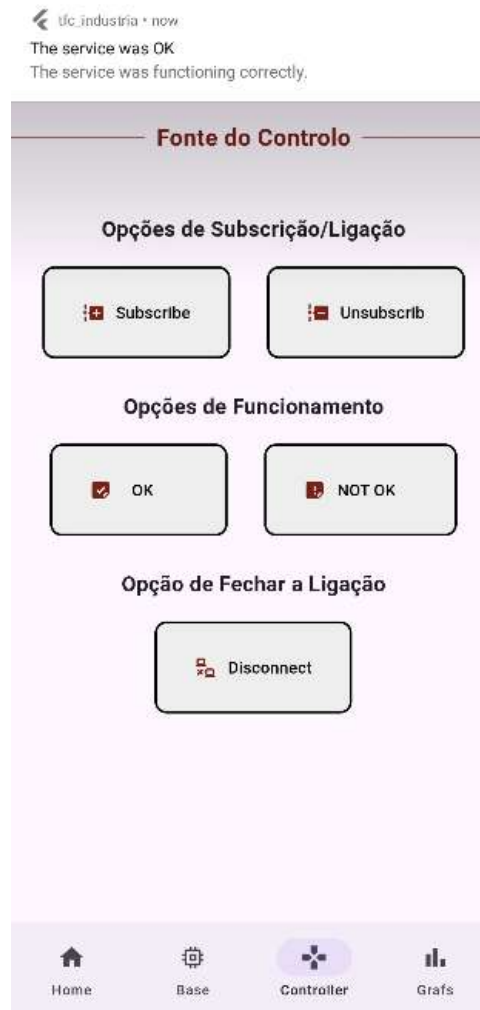 tfc_industria • now
The service was OK
The service was functioning correctly.
Fonte do Controlo
Opções de Subscrição/Ligação
Subscribe
Unsubscrib
Opções de Funcionamento
OK
NOT OK
Opção de Fechar a Ligação
Disconnect
Home
Base
Controller
Grafs